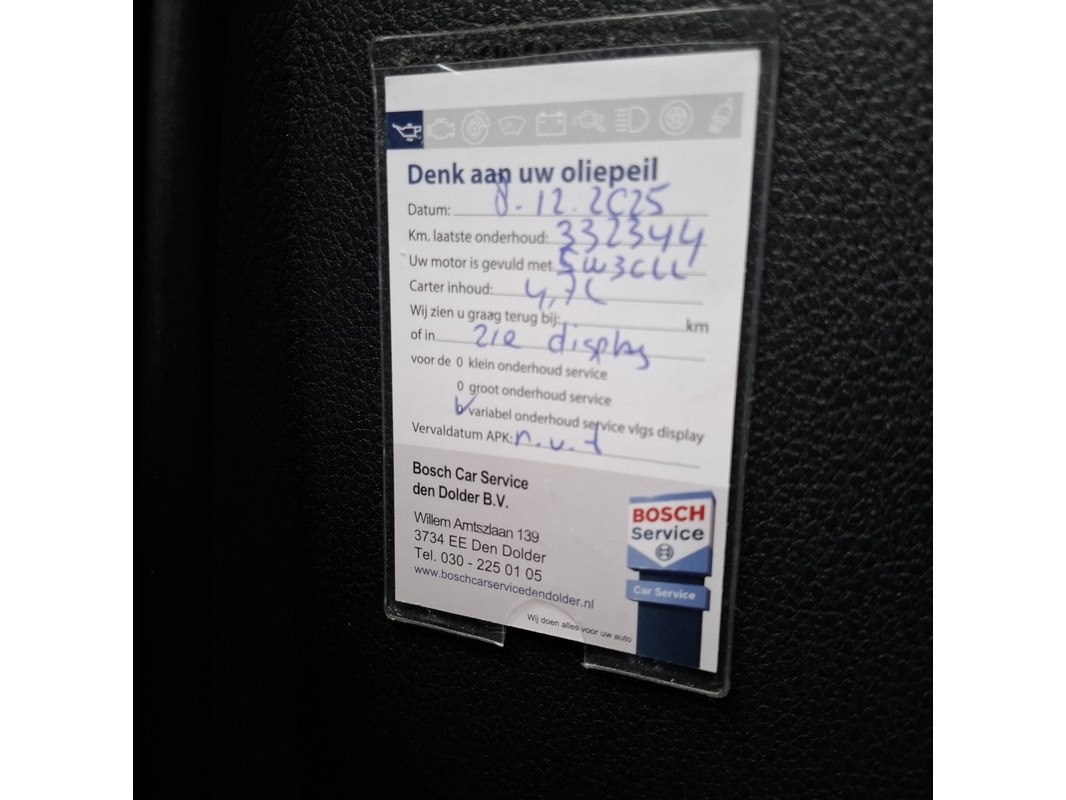 Denk aan uw oliepeil
Datum: 8.12.2025
Km. laatste onderhoud: 332344
Uw motor is gevuld met 5W30LL
Carter inhoud: 4,7L
Wij zien u graag terug bij: km
of in zie display
voor de 0 klein onderhoud service
0 groot onderhoud service
0 variabel onderhoud service vlgs display
Vervaldatum APK: n.v.t
Bosch Car Service
den Dolder B.V.
Willem Arntszlaan 139
3734 EE Den Dolder
Tel. 030 - 225 01 05
www.boschcarservicedendolder.nl
Wij doen alles voor uw auto
BOSCH
Service
Car Service